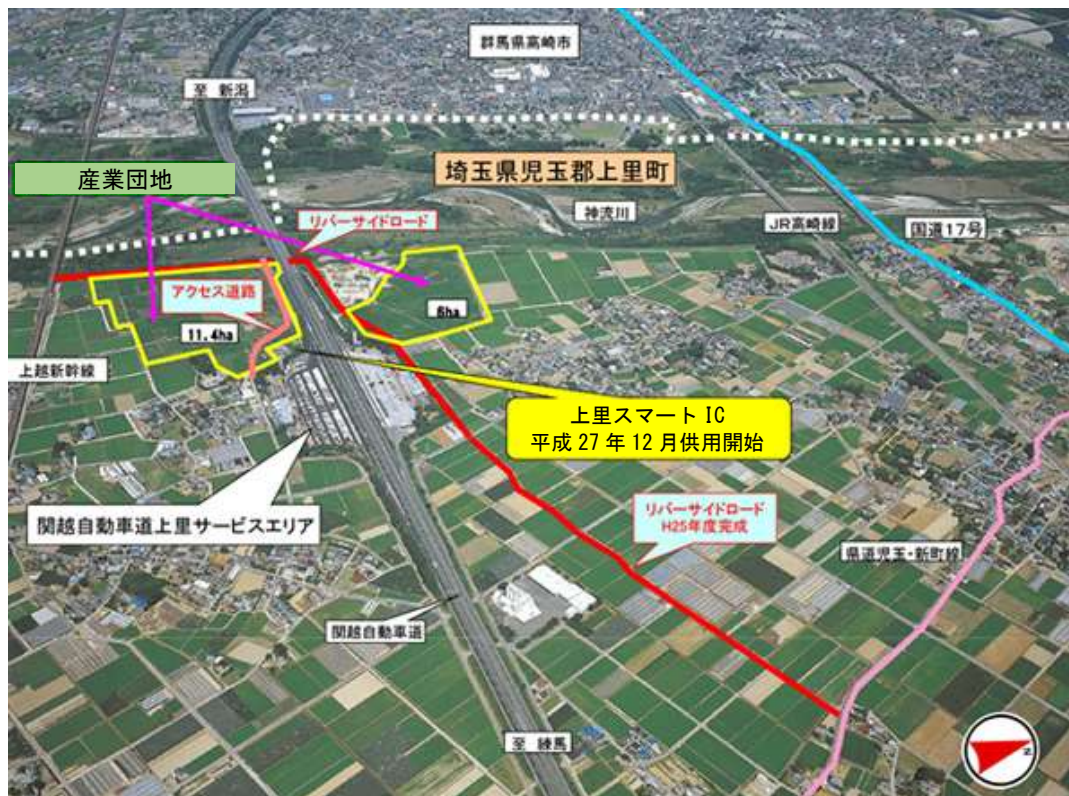 群馬県高崎市
至 新潟
産業団地
埼玉県児玉郡上里町
神流川
リバーサイドロード
JR高崎線
国道17号
アクセス道路
11.4ha
6ha
上越新幹線
上里スマート IC
平成 27 年 12 月供用開始
関越自動車道上里サービスエリア
リバーサイドロード
H25年度完成
県道児玉・新町線
関越自動車道
至 練馬
N